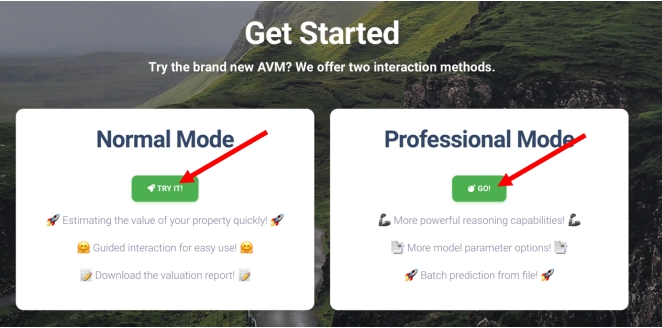 Get Started
Try the brand new AVM? We offer two interaction methods.
Normal Mode
TRY IT!
🚀 Estimating the value of your property quickly! 🚀
🤗 Guided interaction for easy use! 🤗
📝 Download the valuation report! 📝
Professional Mode
GO!
🦾 More powerful reasoning capabilities! 🦾
More model parameter options!
🚀 Batch prediction from file! 🚀